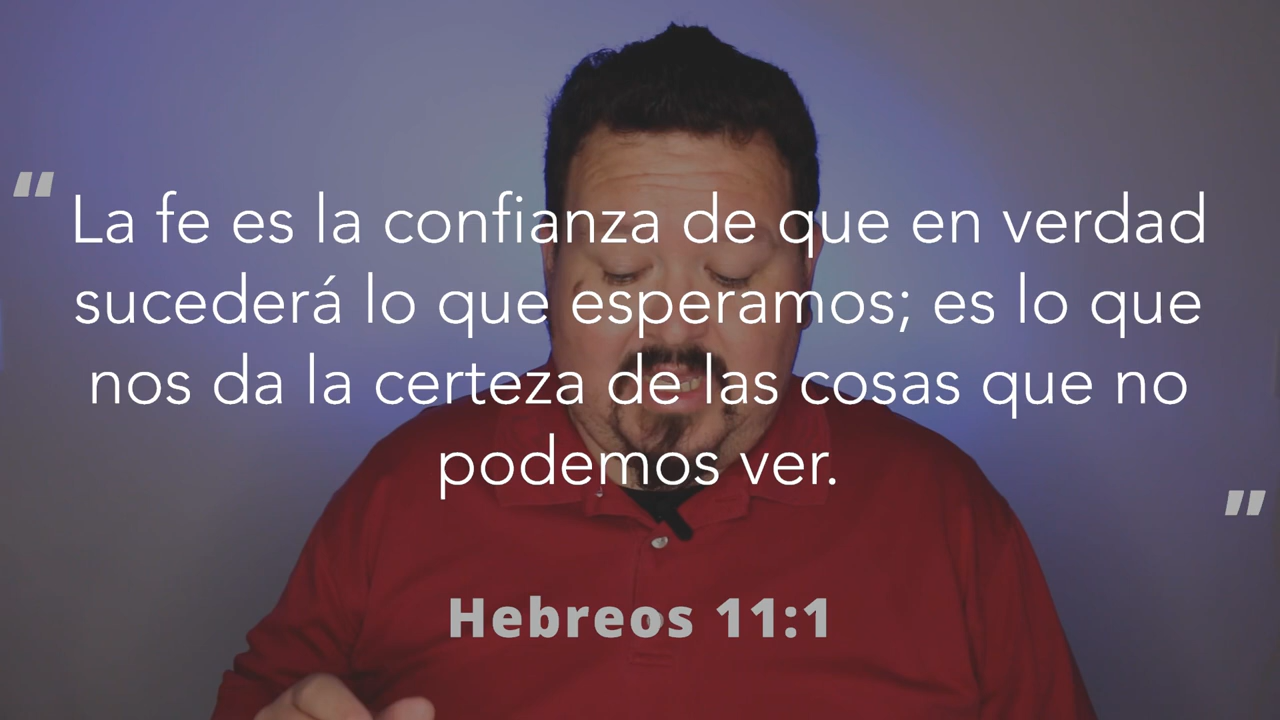 “
La fe es la confianza de que en verdad
sucederá lo que esperamos; es lo que
nos da la certeza de las cosas que no
podemos ver.
”
Hebreos 11:1